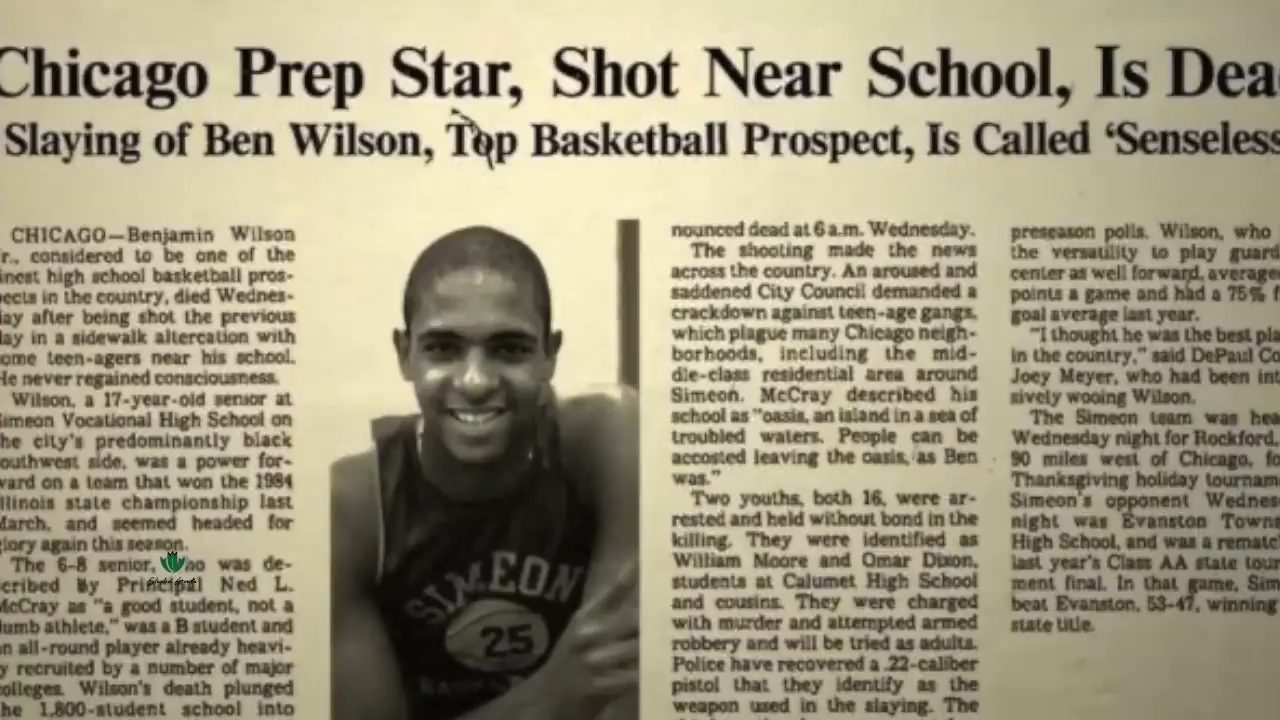 Chicago Prep Star, Shot Near School, Is Dea
Slaying of Ben Wilson, Top Basketball Prospect, Is Called ‘Senseless
CHICAGO—Benjamin Wilson
r., considered to be one of the
inest high school basketball pros-
ects in the country, died Wednes-
ay after being shot the previous
ay in a sidewalk altercation with
ome teen-agers near his school.
He never regained consciousness.
Wilson, a 17-year-old senior at
Simeon Vocational High School on
he city's predominantly black
outhwest side, was a power for-
ward on a team that won the 1984
Illinois state championship last
March, and seemed headed for
glory again this season.
The 6-8 senior, who was de-
scribed by Principal Ned L.
McCray as "a good student, not a
dumb athlete," was a B student and
n all-round player already heavi-
y recruited by a number of major
colleges. Wilson's death plunged
he 1,800-student school into
SIMEON
25
nounced dead at 6 a.m. Wednesday.
The shooting made the news
across the country. An aroused and
saddened City Council demanded a
crackdown against teen-age gangs,
which plague many Chicago neigh-
borhoods, including the mid-
dle-class residential area around
Simeon. McCray described his
school as "oasis, an island in a sea of
troubled waters. People can be
accosted leaving the oasis, as Ben
was."
Two youths, both 16, were ar-
rested and held without bond in the
killing. They were identified as
William Moore and Omar Dixon,
students at Calumet High School
and cousins. They were charged
with murder and attempted armed
robbery and will be tried as adults.
Police have recovered a .22-caliber
pistol that they identify as the
weapon used in the slaying. The
preseason polls. Wilson, who
the versatility to play guard
center as well forward, average
points a game and had a 75% f
goal average last year.
"I thought he was the best pla
in the country," said DePaul Co
Joey Meyer, who had been int
sively wooing Wilson.
The Simeon team was hea
Wednesday night for Rockford,
90 miles west of Chicago, fo
Thanksgiving holiday tournam
Simeon's opponent Wednes
night was Evanston Towns
High School, and was a rematc
last year's Class AA state tour
ment final. In that game, Sim
beat Evanston, 53-47, winning
state title.